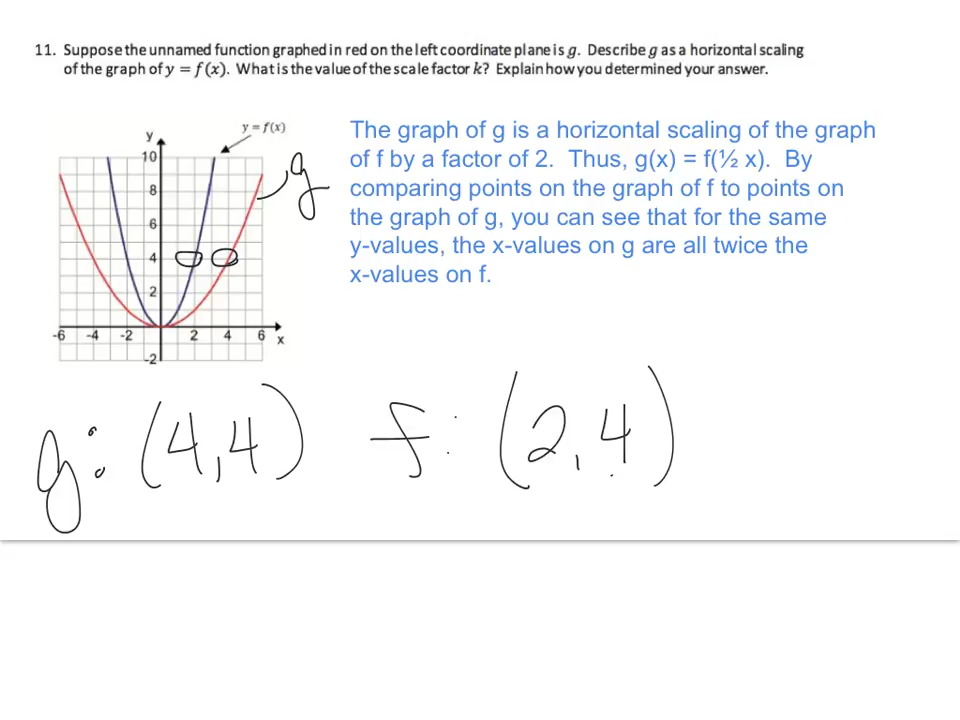 11. Suppose the unnamed function graphed in red on the left coordinate plane is g. Describe g as a horizontal scaling
of the graph of y = f(x). What is the value of the scale factor k? Explain how you determined your answer.
y
y = f(x)
10
8
6
4
2
-6 -4 -2 2 4 6 x
-2
g
The graph of g is a horizontal scaling of the graph
of f by a factor of 2. Thus, g(x) = f(½ x). By
comparing points on the graph of f to points on
the graph of g, you can see that for the same
y-values, the x-values on g are all twice the
x-values on f.
g: (4,4) f: (2,4)